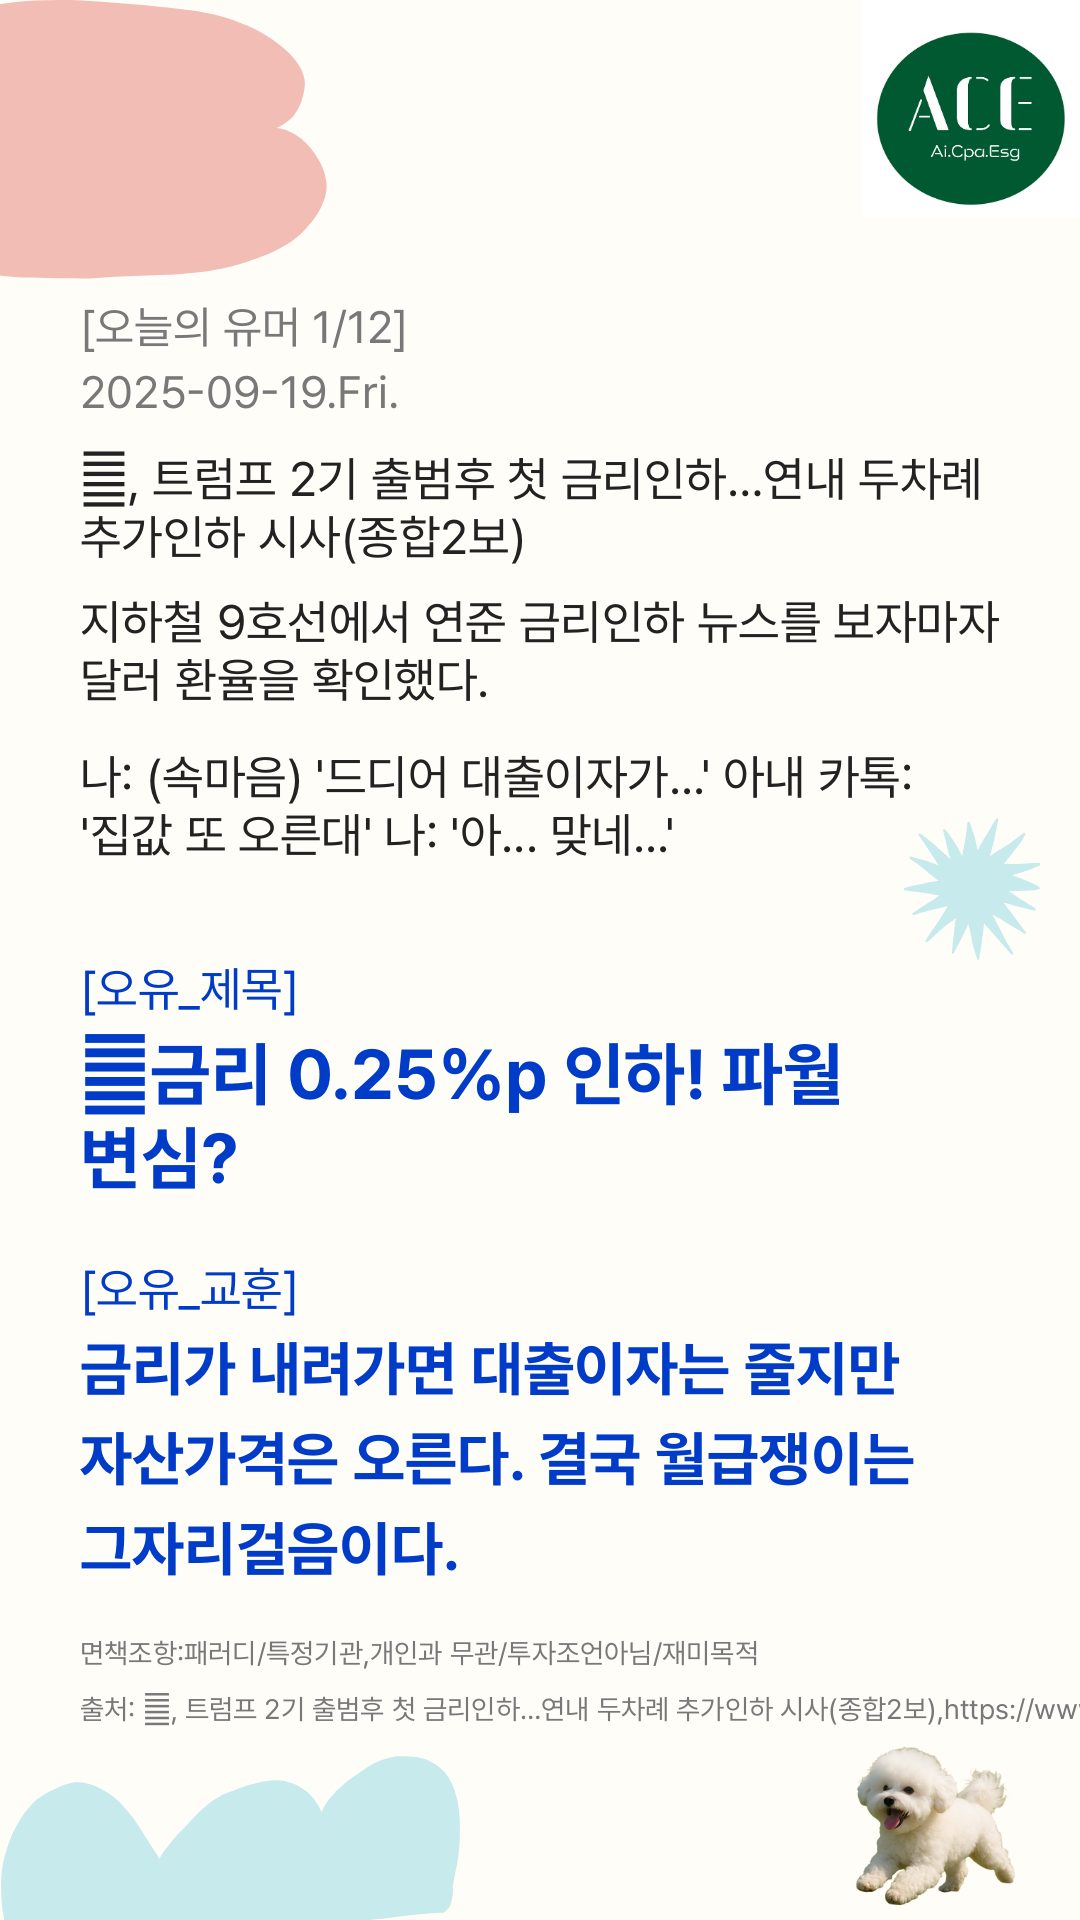 ACE
Ai.Cpa.Esg
[오늘의 유머 1/12]
2025-09-19.Fri.
, 트럼프 2기 출범후 첫 금리인하…연내 두차례
추가인하 시사(종합2보)
지하철 9호선에서 연준 금리인하 뉴스를 보자마자
달러 환율을 확인했다.
나: (속마음) '드디어 대출이자가...' 아내 카톡:
'집값 또 오른대' 나: '아... 맞네...'
[오유_제목]
금리 0.25%p 인하! 파월
변심?
[오유_교훈]
금리가 내려가면 대출이자는 줄지만
자산가격은 오른다. 결국 월급쟁이는
그자리걸음이다.
면책조항:패러디/특정기관,개인과 무관/투자조언아님/재미목적
출처: , 트럼프 2기 출범후 첫 금리인하…연내 두차례 추가인하 시사(종합2보),https://ww